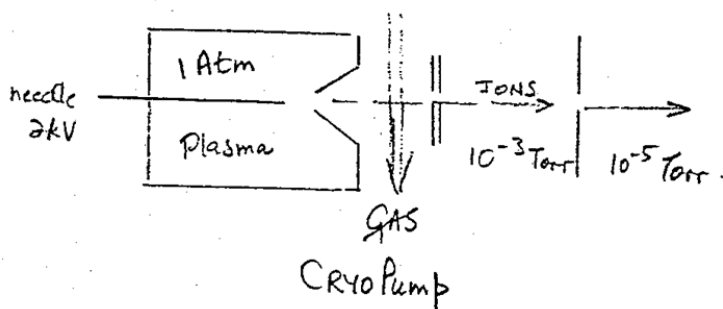 1 Atm
needle
2kV
Plasma
IONS
10⁻³ Torr
10⁻⁵ Torr.
GAS
CRYO Pump